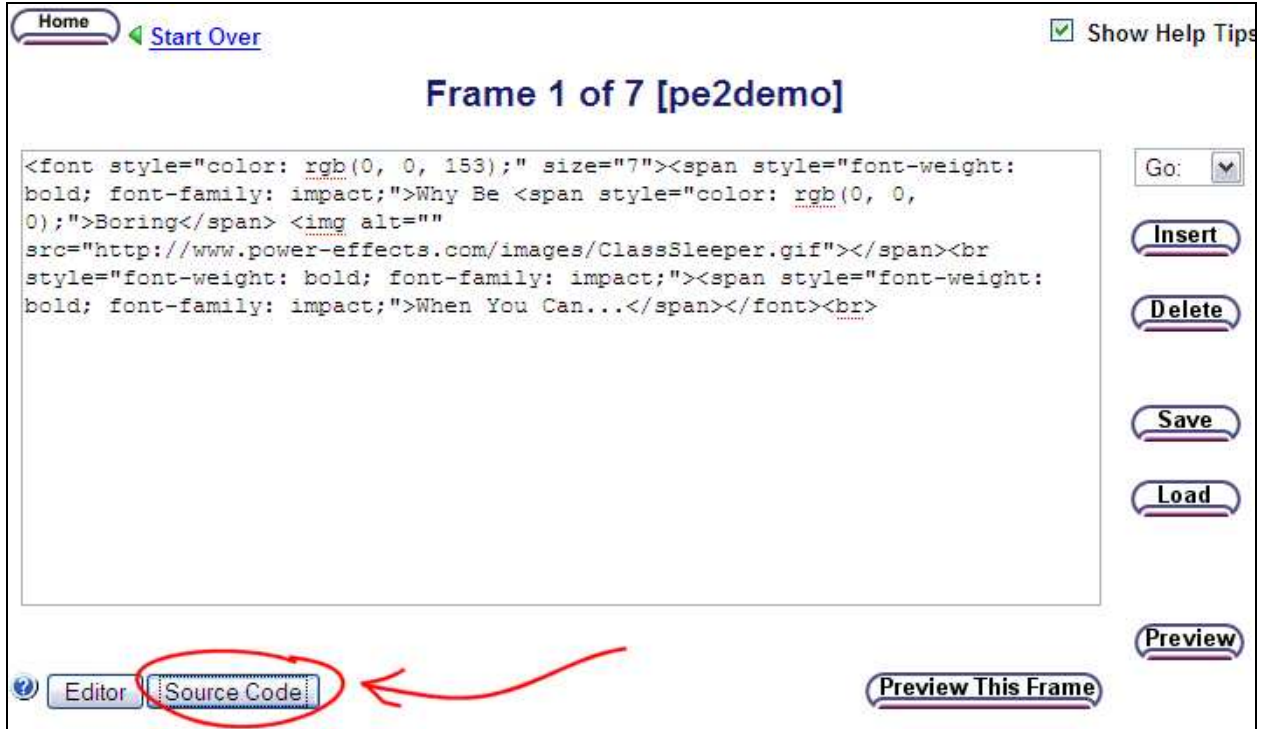 Home
Start Over
Show Help Tips
Frame 1 of 7 [pe2demo]
<font style="color: rgb(0, 0, 153);" size="7"><span style="font-weight:
bold; font-family: impact;">Why Be <span style="color: rgb(0, 0,
0);">Boring</span> <img alt=""
src="http://www.power-effects.com/images/ClassSleeper.gif"></span><br
style="font-weight: bold; font-family: impact;"><span style="font-weight:
bold; font-family: impact;">When You Can...</span></font><br>
Go:
Insert
Delete
Save
Load
Preview
? Editor Source Code
Preview This Frame